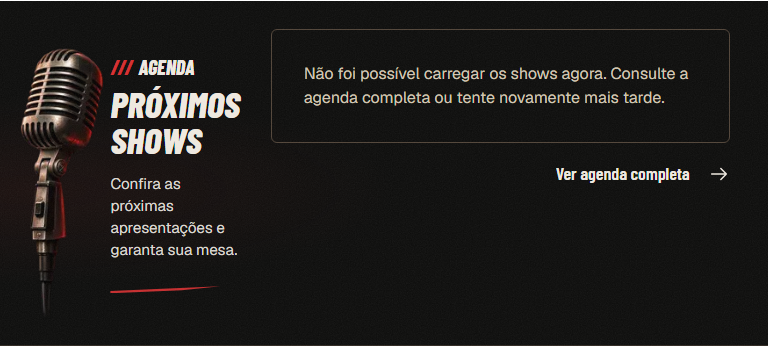 /// AGENDA
PRÓXIMOS
SHOWS
Confira as
próximas
apresentações e
garanta sua mesa.
Não foi possível carregar os shows agora. Consulte a
agenda completa ou tente novamente mais tarde.
Ver agenda completa →